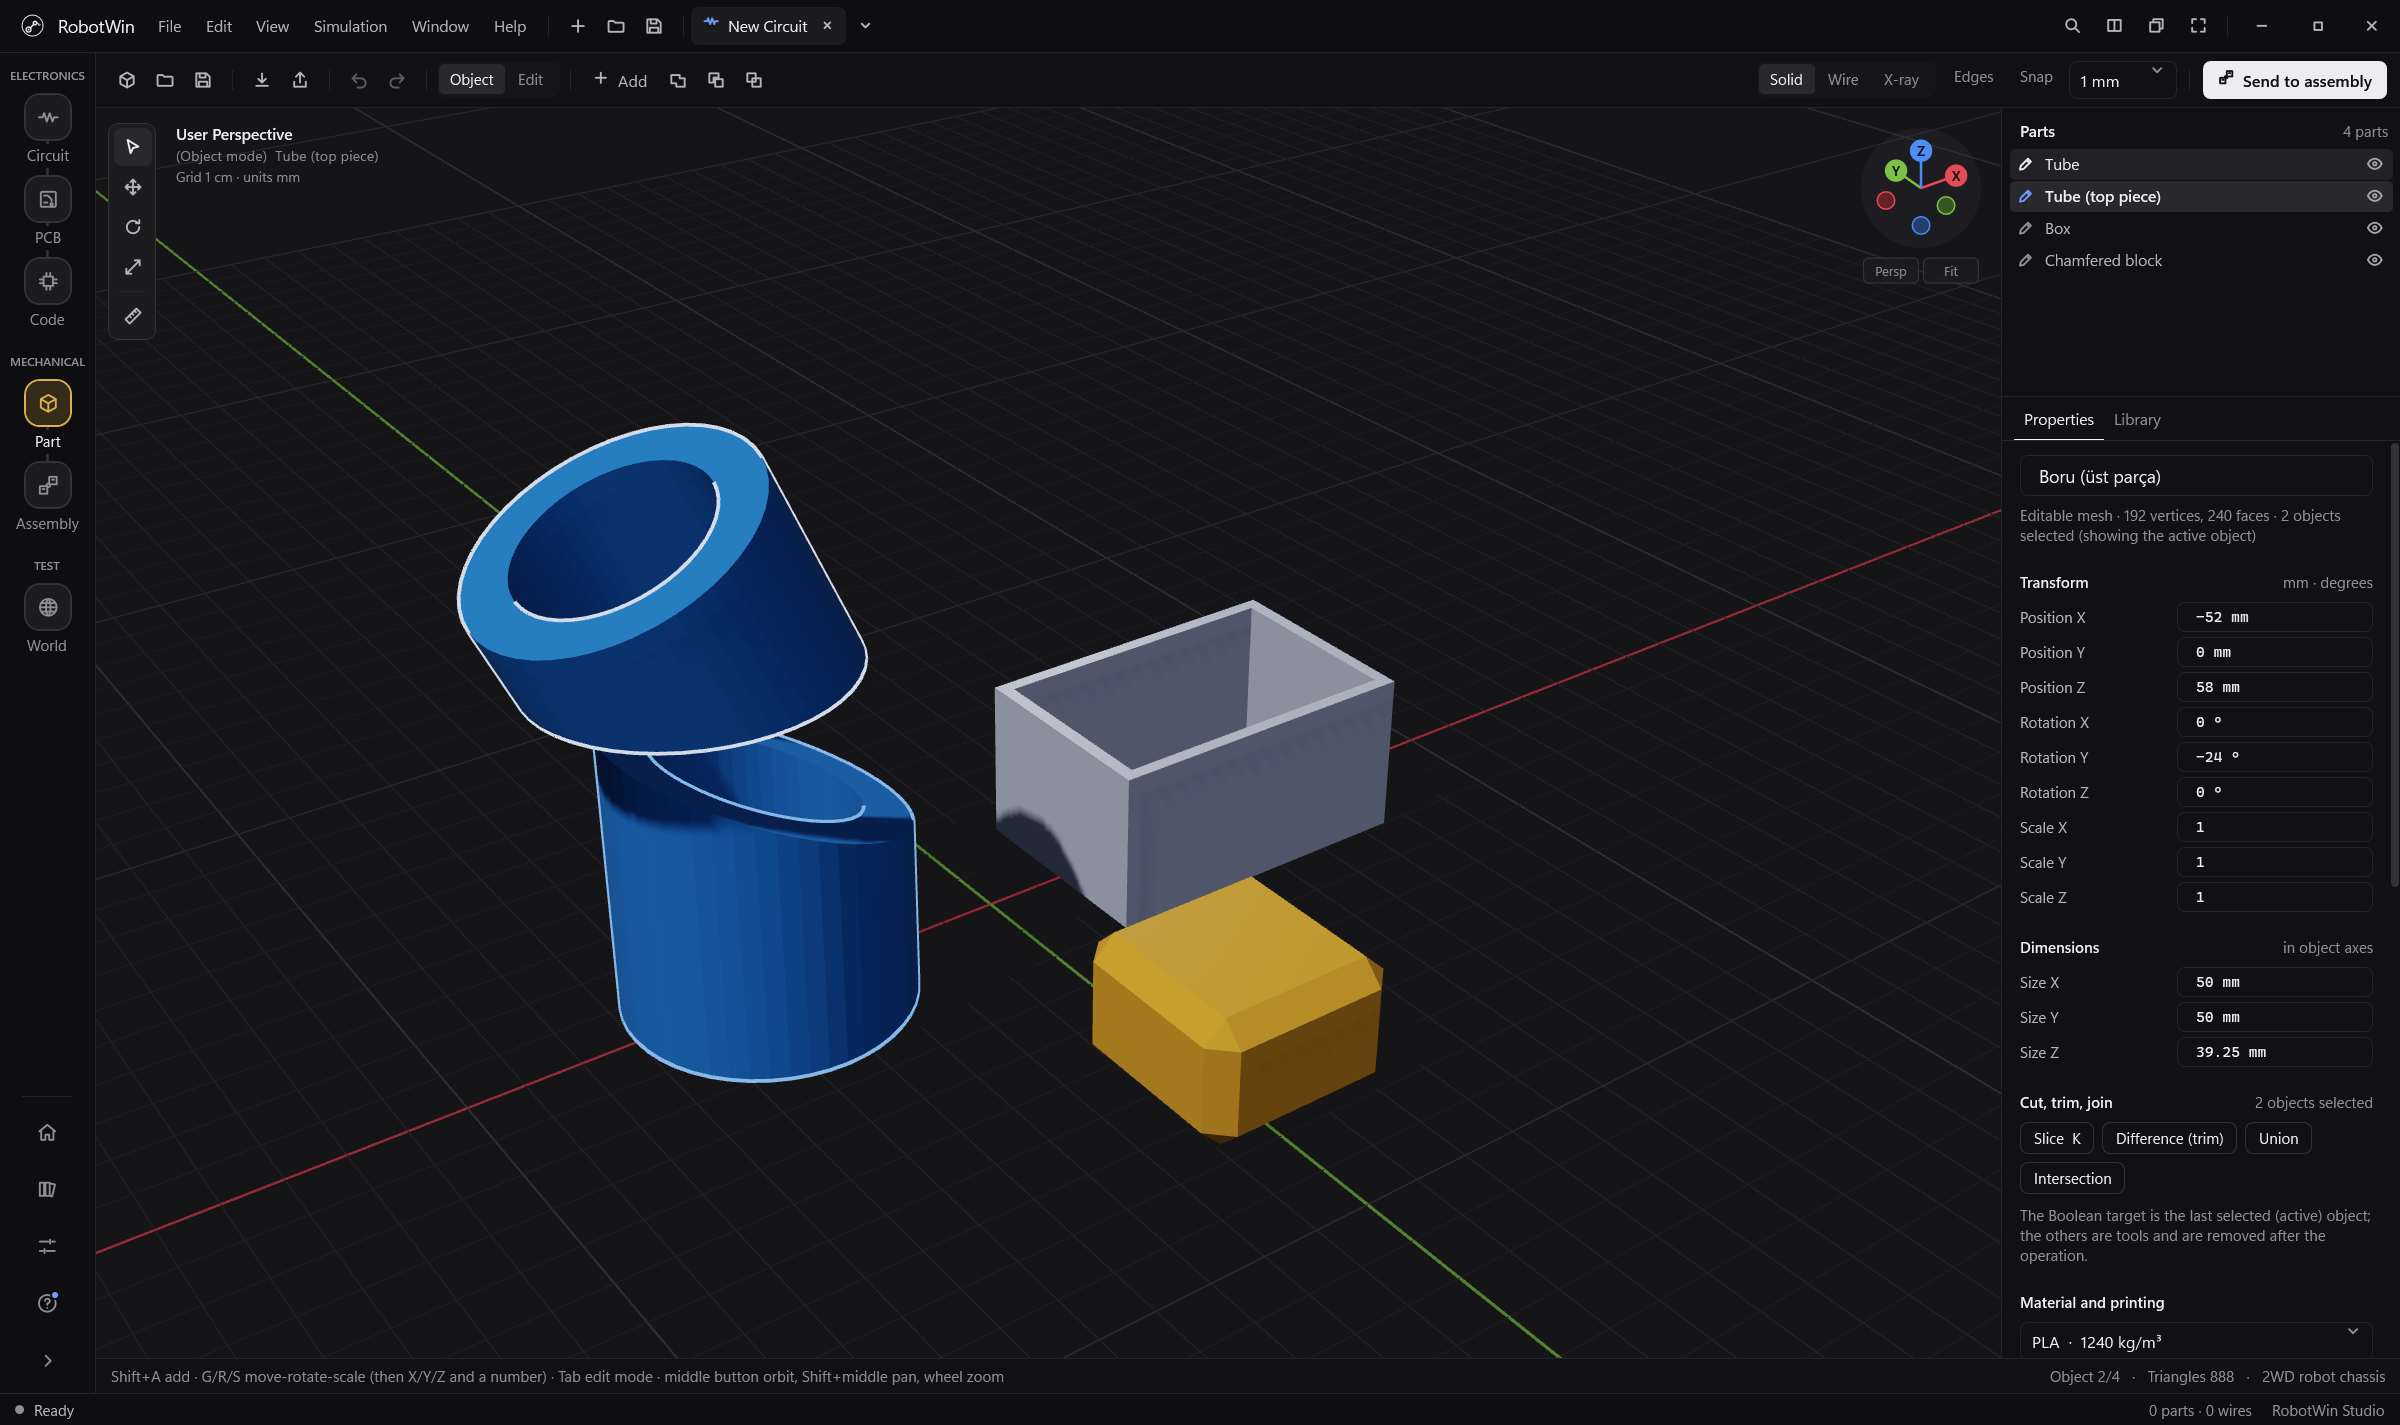 RobotWin File Edit View Simulation Window Help New Circuit
ELECTRONICS
Circuit
PCB
Code
MECHANICAL
Part
Assembly
TEST
World
Object Edit Add Solid Wire X-ray Edges Snap 1 mm Send to assembly
User Perspective
(Object mode) Tube (top piece)
Grid 1 cm · units mm
Z
Y
X
Persp Fit
Parts 4 parts
Tube
Tube (top piece)
Box
Chamfered block
Properties Library
Boru (üst parça)
Editable mesh · 192 vertices, 240 faces · 2 objects
selected (showing the active object)
Transform mm · degrees
Position X −52 mm
Position Y 0 mm
Position Z 58 mm
Rotation X 0 °
Rotation Y −24 °
Rotation Z 0 °
Scale X 1
Scale Y 1
Scale Z 1
Dimensions in object axes
Size X 50 mm
Size Y 50 mm
Size Z 39.25 mm
Cut, trim, join 2 objects selected
Slice K Difference (trim) Union
Intersection
The Boolean target is the last selected (active) object;
the others are tools and are removed after the
operation.
Material and printing
PLA · 1240 kg/m³
Shift+A add · G/R/S move-rotate-scale (then X/Y/Z and a number) · Tab edit mode · middle button orbit, Shift+middle pan, wheel zoom
Object 2/4 · Triangles 888 · 2WD robot chassis
Ready
0 parts · 0 wires RobotWin Studio